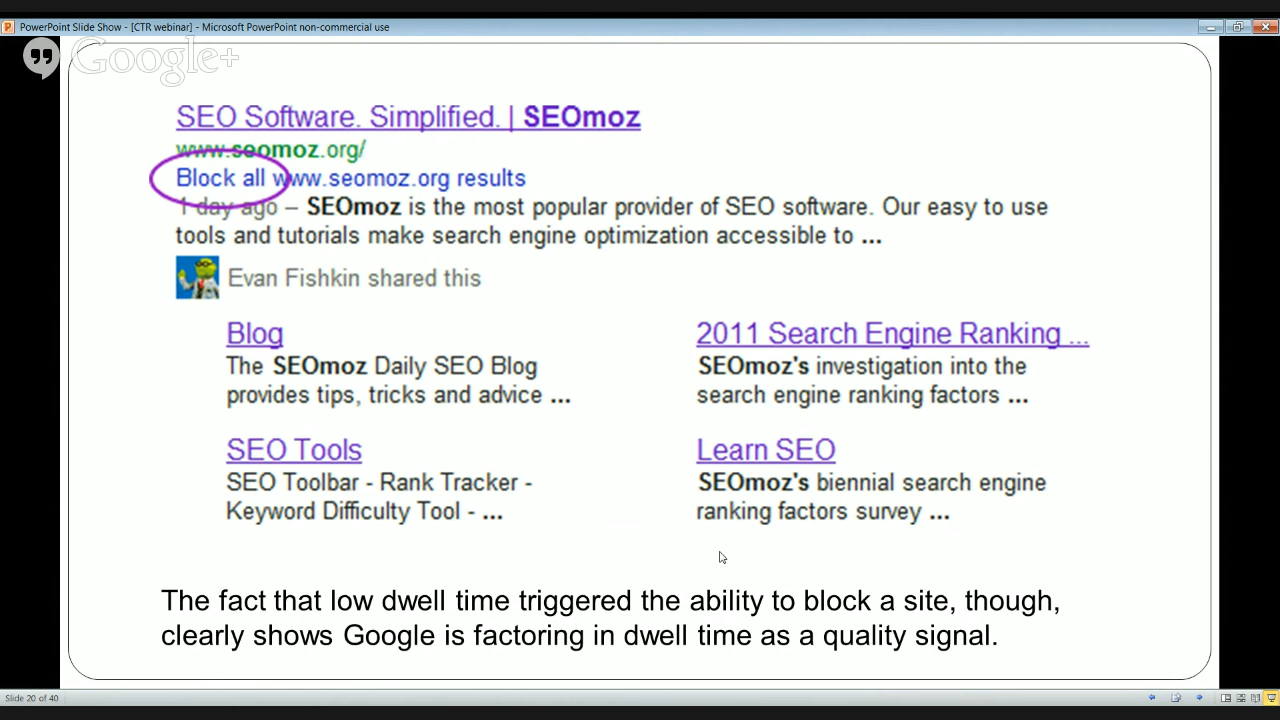 PowerPoint Slide Show - [CTR webinar] - Microsoft PowerPoint non-commercial use
Google+
SEO Software. Simplified. | SEOmoz
www.seomoz.org/
Block all www.seomoz.org results
1 day ago – SEOmoz is the most popular provider of SEO software. Our easy to use
tools and tutorials make search engine optimization accessible to ...
Evan Fishkin shared this
Blog
The SEOmoz Daily SEO Blog
provides tips, tricks and advice ...
2011 Search Engine Ranking ...
SEOmoz's investigation into the
search engine ranking factors ...
SEO Tools
SEO Toolbar - Rank Tracker -
Keyword Difficulty Tool - ...
Learn SEO
SEOmoz's biennial search engine
ranking factors survey ...
The fact that low dwell time triggered the ability to block a site, though,
clearly shows Google is factoring in dwell time as a quality signal.
Slide 20 of 40